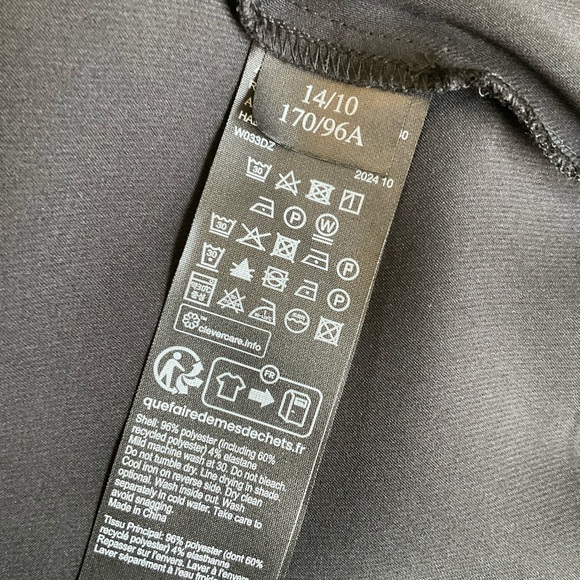 14/10
170/96A
W033DZ
2024 10
30
P
W
30
P
30
P
™
clevercare.info
FR
quefairedemesdechets.fr
Shell: 96% polyester (including 60%
recycled polyester) 4% elastane
Mild machine wash at 30, Do not bleach.
Do not tumble dry. Line drying in shade.
Cool iron on reverse side. Dry clean
optional. Wash inside out. Wash
separately in cold water. Take care to
avoid snagging.
Made in China
Tissu Principal: 96% polyester (dont 60%
recyclé polyester) 4% elasthanne
Repasser sur l'envers. Laver à l'envers
Laver séparément à l'eau